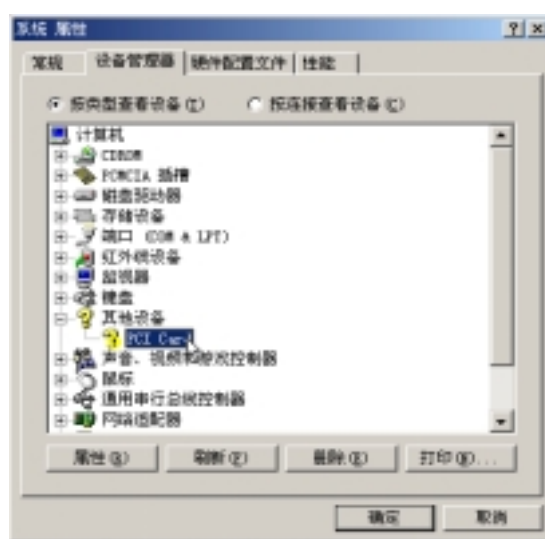 系统 属性
常规 设备管理器 硬件配置文件 性能
按类型查看设备(T) 按连接查看设备(C)
计算机
CDROM
PCMCIA 插槽
磁盘驱动器
存储设备
端口 (COM & LPT)
红外线设备
监视器
键盘
其他设备
PCI Card
声音、视频和游戏控制器
鼠标
通用串行总线控制器
网络适配器
属性(R) 刷新(F) 删除(E) 打印(N)...
确定 取消